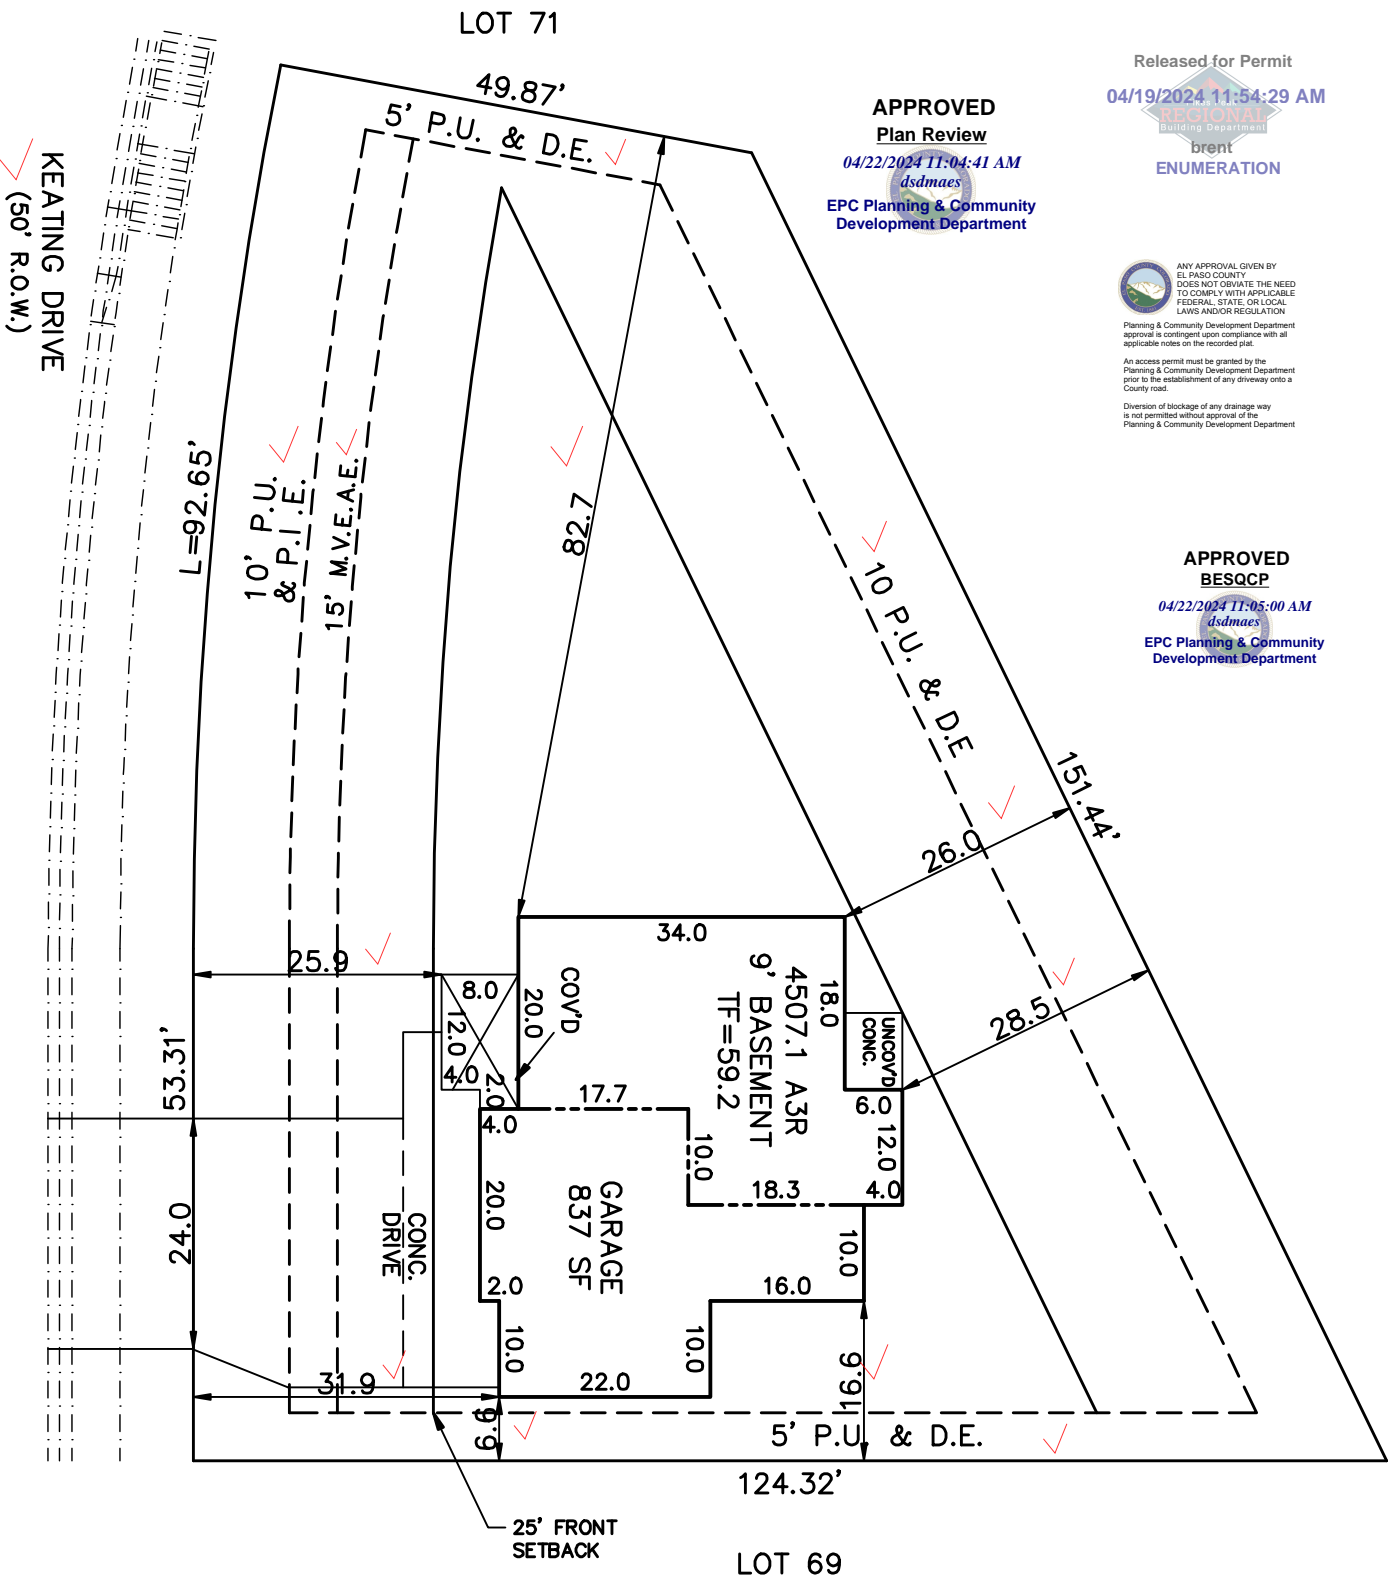 LOT 71
49.87'
5' P.U. & D.E.
APPROVED
Plan Review
04/22/2024 11:04:41 AM
dsdmaes
EPC Planning & Community
Development Department
Released for Permit
04/19/2024 11:54:29 AM
REGIONAL
Building Department
brent
ENUMERATION
ANY APPROVAL GIVEN BY
EL PASO COUNTY
DOES NOT OBVIATE THE NEED
TO COMPLY WITH APPLICABLE
FEDERAL, STATE, OR LOCAL
LAWS AND/OR REGULATION
Planning & Community Development Department
approval is contingent upon compliance with all
applicable notes on the recorded plat.
An access permit must be granted by the
Planning & Community Development Department
prior to the establishment of any driveway onto a
County road.
Diversion of blockage of any drainage way
is not permitted without approval of the
Planning & Community Development Department
APPROVED
BESQCP
04/22/2024 11:05:00 AM
dsdmaes
EPC Planning & Community
Development Department
KEATING DRIVE
(50' R.O.W.)
L=92.65'
10' P.U.
& P.I.E.
15' M.V.E.A.E.
82.7
10 P.U. & D.E
151.44'
26.0
28.5
34.0
25.9
8.0
12.0
4.0
2.0
20.0
COV'D
18.0
4507.1 A3R
9' BASEMENT
TF=59.2
UNCOV'D
CONC.
6.0
12.0
4.0
17.7
10.0
18.3
4.0
20.0
2.0
10.0
GARAGE
837 SF
10.0
16.0
10.0
22.0
53.31'
24.0
CONC.
DRIVE
31.9
6.6
16.6
5' P.U. & D.E.
124.32'
25' FRONT
SETBACK
LOT 69